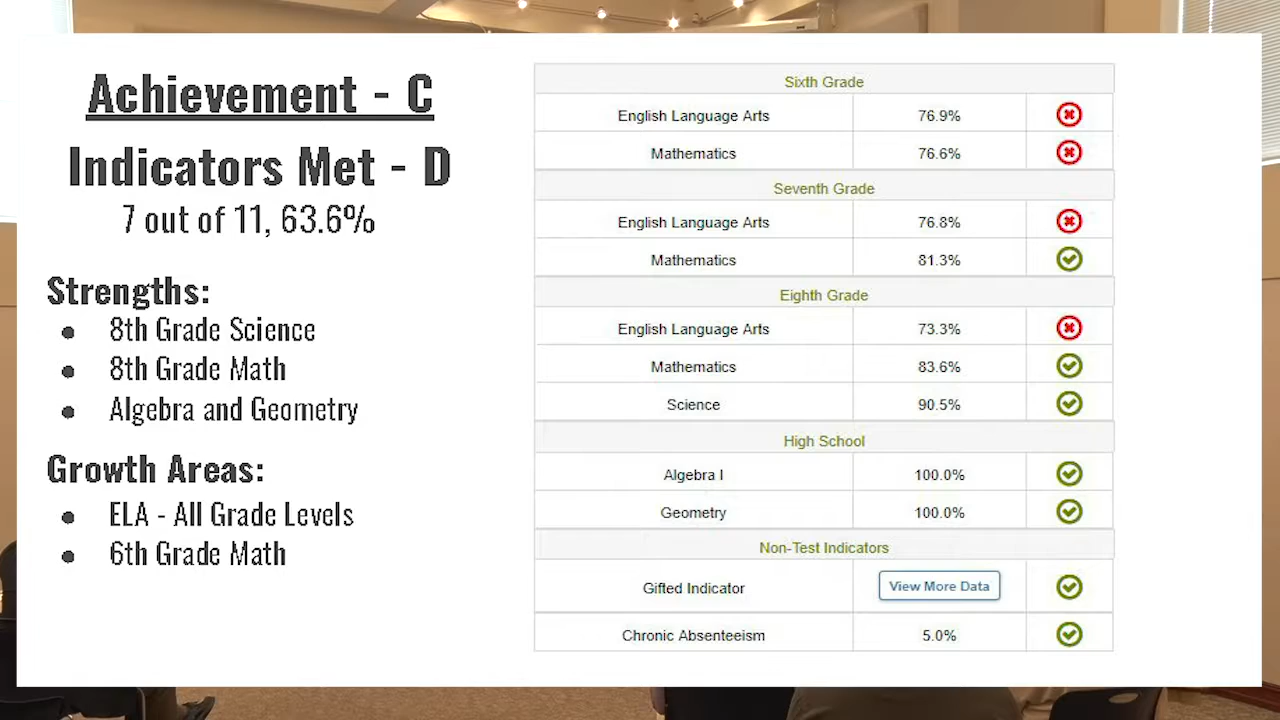 Achievement - C
Indicators Met - D
7 out of 11, 63.6%
Strengths:
● 8th Grade Science
● 8th Grade Math
● Algebra and Geometry
Growth Areas:
● ELA - All Grade Levels
● 6th Grade Math
Sixth Grade
English Language Arts 76.9%
Mathematics 76.6%
Seventh Grade
English Language Arts 76.8%
Mathematics 81.3%
Eighth Grade
English Language Arts 73.3%
Mathematics 83.6%
Science 90.5%
High School
Algebra I 100.0%
Geometry 100.0%
Non-Test Indicators
Gifted Indicator View More Data
Chronic Absenteeism 5.0%